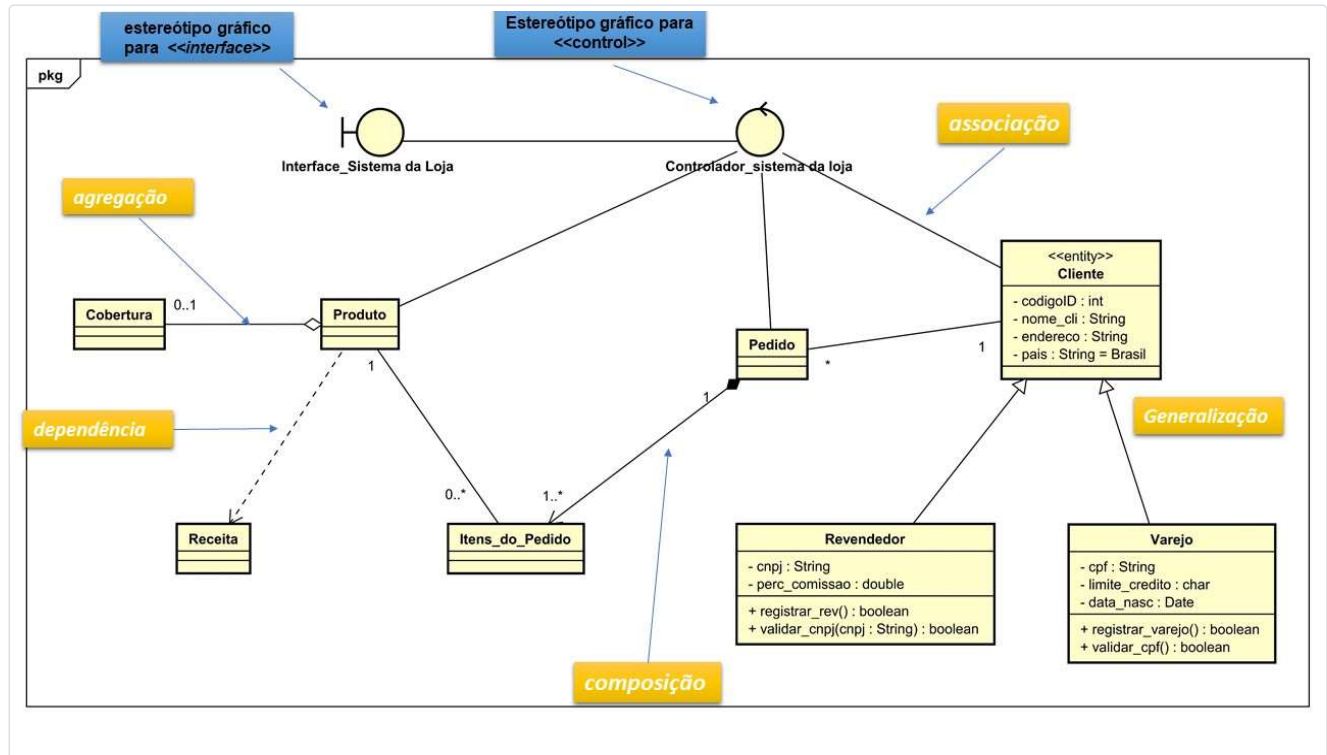 estereótipo gráfico
para <<interface>>
Estereótipo gráfico para
<<control>>
pkg
associação
Interface_Sistema da Loja
Controlador_sistema da loja
agregação
<<entity>>
Cliente
- codigoID : int
- nome_cli : String
- endereco : String
- pais : String = Brasil
Cobertura
0..1
Produto
1
Pedido
*
1
1
dependência
Generalização
0..*
1..*
Receita
Itens_do_Pedido
Revendedor
- cnpj : String
- perc_comissao : double
+ registrar_rev() : boolean
+ validar_cnpj(cnpj : String) : boolean
Varejo
- cpf : String
- limite_credito : char
- data_nasc : Date
+ registrar_varejo() : boolean
+ validar_cpf() : boolean
composição